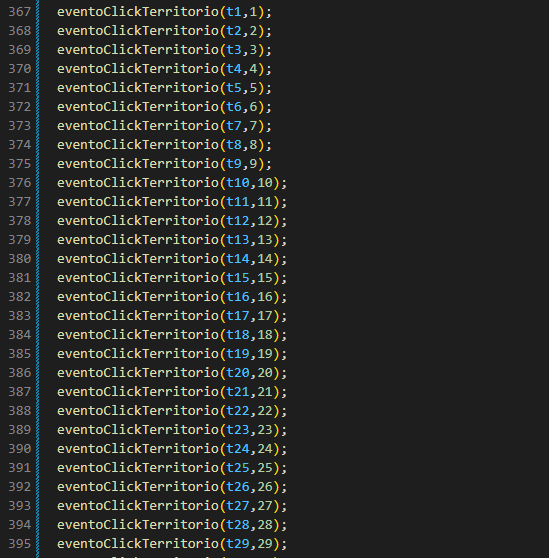 367 eventoClickTerritorio(t1,1);
368 eventoClickTerritorio(t2,2);
369 eventoClickTerritorio(t3,3);
370 eventoClickTerritorio(t4,4);
371 eventoClickTerritorio(t5,5);
372 eventoClickTerritorio(t6,6);
373 eventoClickTerritorio(t7,7);
374 eventoClickTerritorio(t8,8);
375 eventoClickTerritorio(t9,9);
376 eventoClickTerritorio(t10,10);
377 eventoClickTerritorio(t11,11);
378 eventoClickTerritorio(t12,12);
379 eventoClickTerritorio(t13,13);
380 eventoClickTerritorio(t14,14);
381 eventoClickTerritorio(t15,15);
382 eventoClickTerritorio(t16,16);
383 eventoClickTerritorio(t17,17);
384 eventoClickTerritorio(t18,18);
385 eventoClickTerritorio(t19,19);
386 eventoClickTerritorio(t20,20);
387 eventoClickTerritorio(t21,21);
388 eventoClickTerritorio(t22,22);
389 eventoClickTerritorio(t23,23);
390 eventoClickTerritorio(t24,24);
391 eventoClickTerritorio(t25,25);
392 eventoClickTerritorio(t26,26);
393 eventoClickTerritorio(t27,27);
394 eventoClickTerritorio(t28,28);
395 eventoClickTerritorio(t29,29);